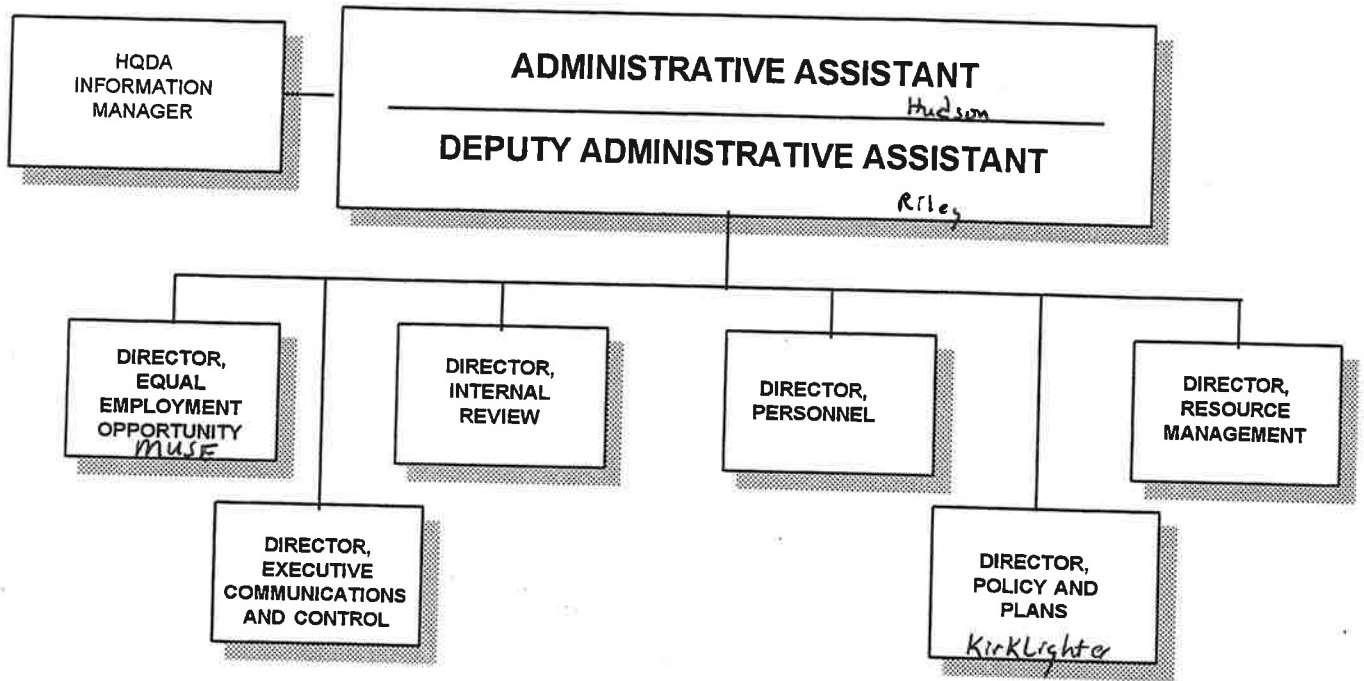 HQDA
INFORMATION
MANAGER
ADMINISTRATIVE ASSISTANT
Hudson
DEPUTY ADMINISTRATIVE ASSISTANT
Riley
DIRECTOR,
EQUAL
EMPLOYMENT
OPPORTUNITY
MUSE
DIRECTOR,
INTERNAL
REVIEW
DIRECTOR,
PERSONNEL
DIRECTOR,
RESOURCE
MANAGEMENT
DIRECTOR,
EXECUTIVE
COMMUNICATIONS
AND CONTROL
DIRECTOR,
POLICY AND
PLANS
KirKLighter